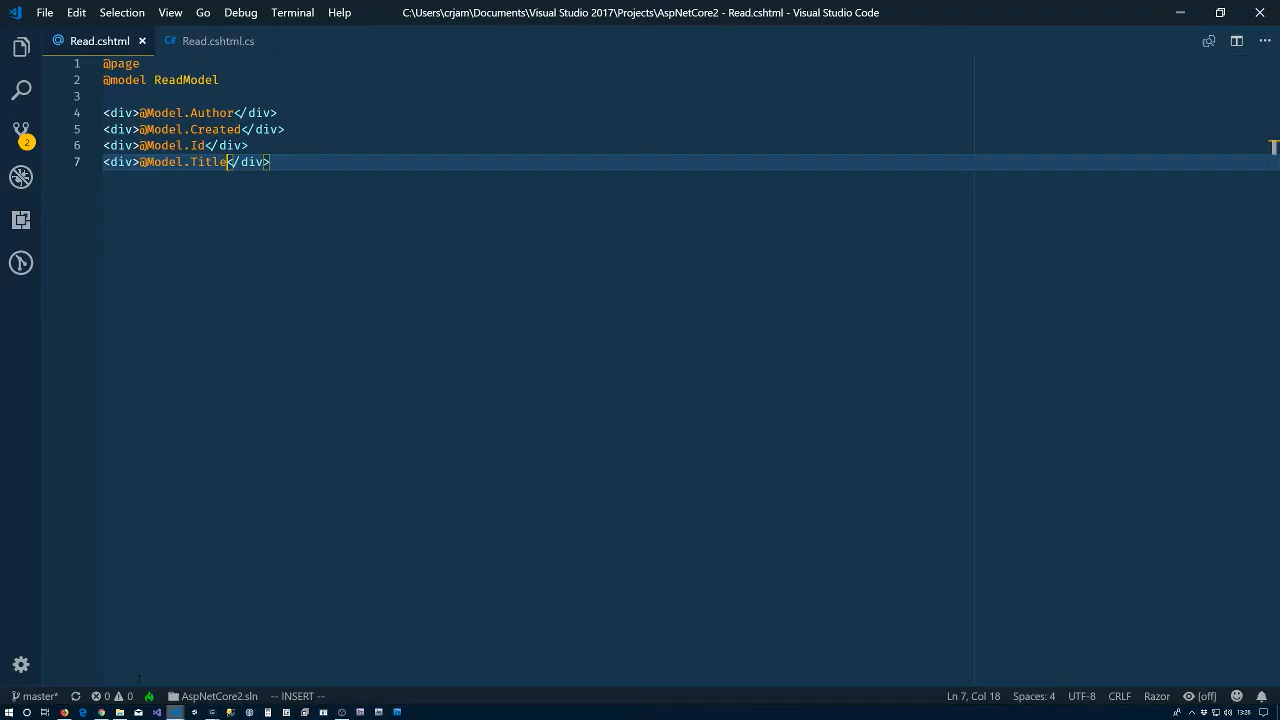 File Edit Selection View Go Debug Terminal Help
C:\Users\crjam\Documents\Visual Studio 2017\Projects\AspNetCore2 - Read.cshtml - Visual Studio Code
Read.cshtml
C# Read.cshtml.cs
1 @page
2 @model ReadModel
3
4 <div>@Model.Author</div>
5 <div>@Model.Created</div>
6 <div>@Model.Id</div>
7 <div>@Model.Title</div>
2
master* 0 0 AspNetCore2.sln -- INSERT -- Ln 7, Col 18 Spaces: 4 UTF-8 CRLF Razor [off]
13:26